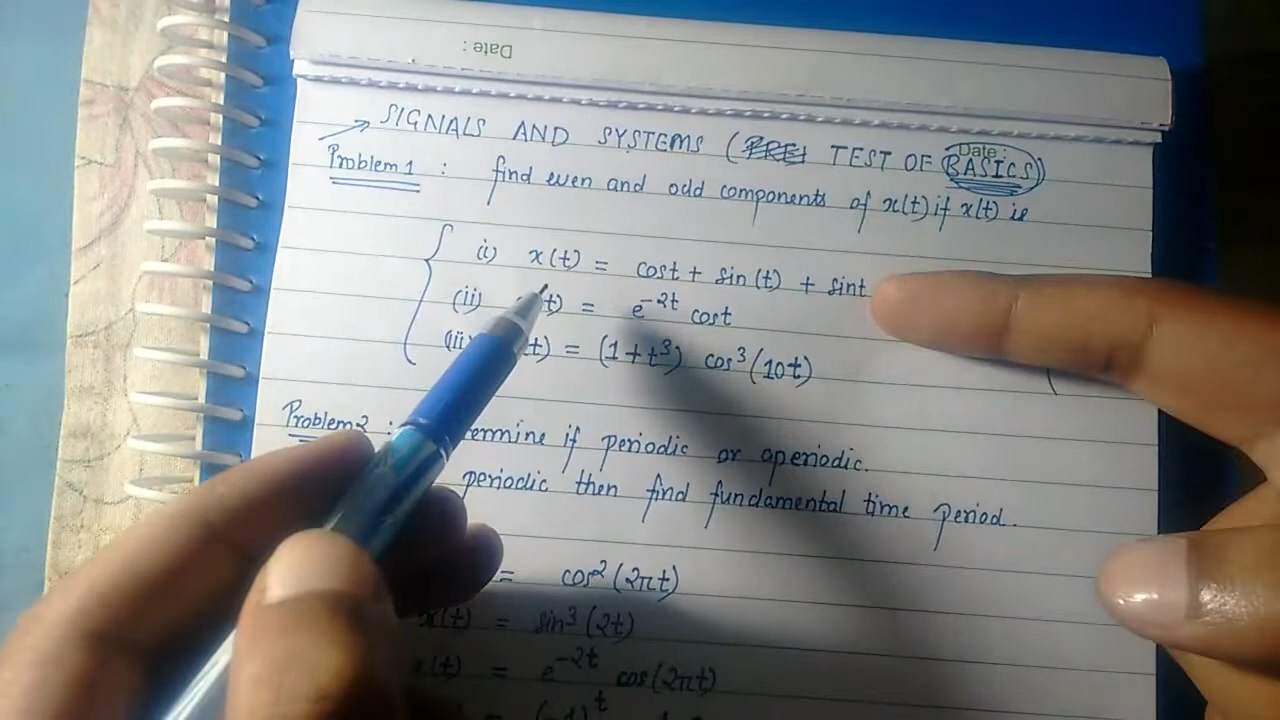 Date :
SIGNALS AND SYSTEMS ( TEST OF BASICS)
Date :
Problem 1 : find even and odd components of x(t) if x(t) is
(i) x(t) = cost + sin(t) + sint
(ii) t) = e^-2t cost
(ii t) = (1+t^3) cos^3(10t)
Problem 2 : ermine if periodic or aperiodic.
periodic then find fundamental time period.
= cos^2(2πt)
x(t) = sin^3(2t)
x(t) = e^-2t cos(2πt)